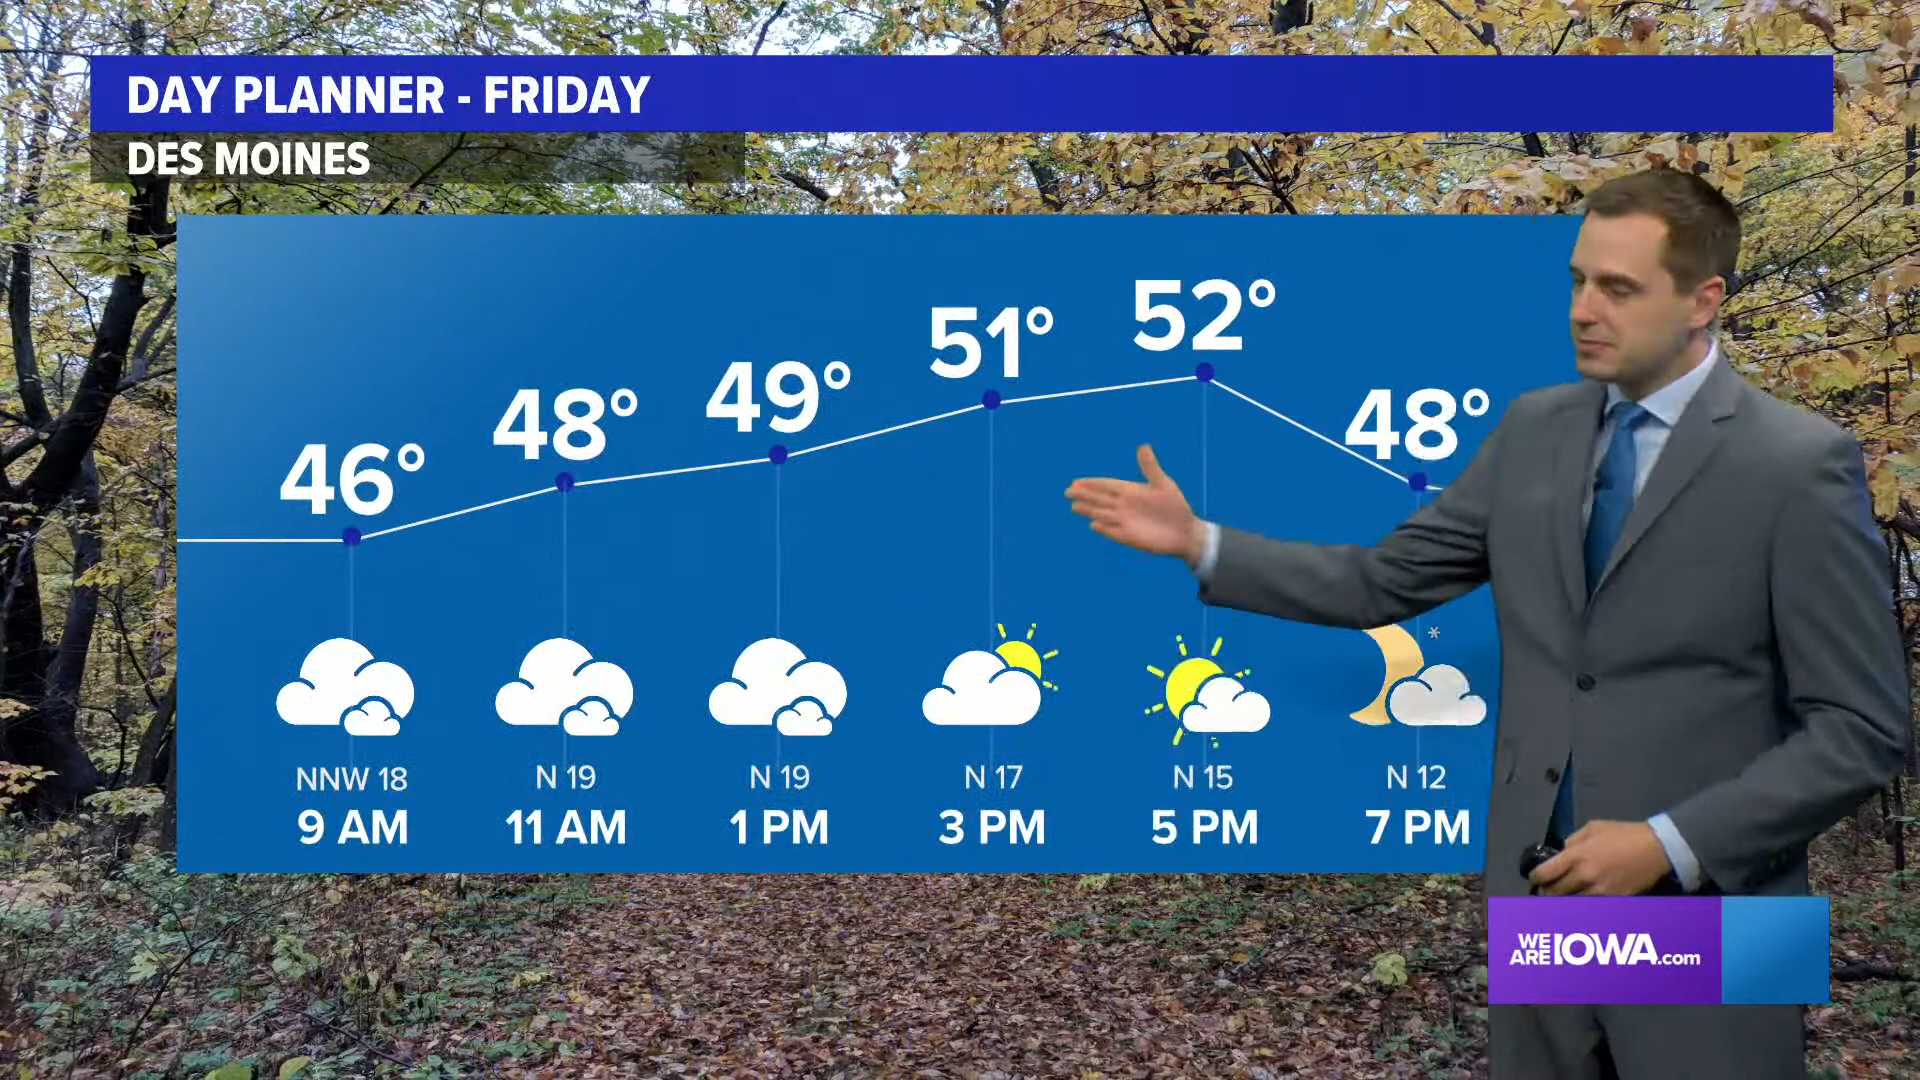 DAY PLANNER - FRIDAY
DES MOINES
46° 48° 49° 51° 52° 48°
NNW 18 N 19 N 19 N 17 N 15 N 12
9 AM 11 AM 1 PM 3 PM 5 PM 7 PM
WE ARE IOWA.com